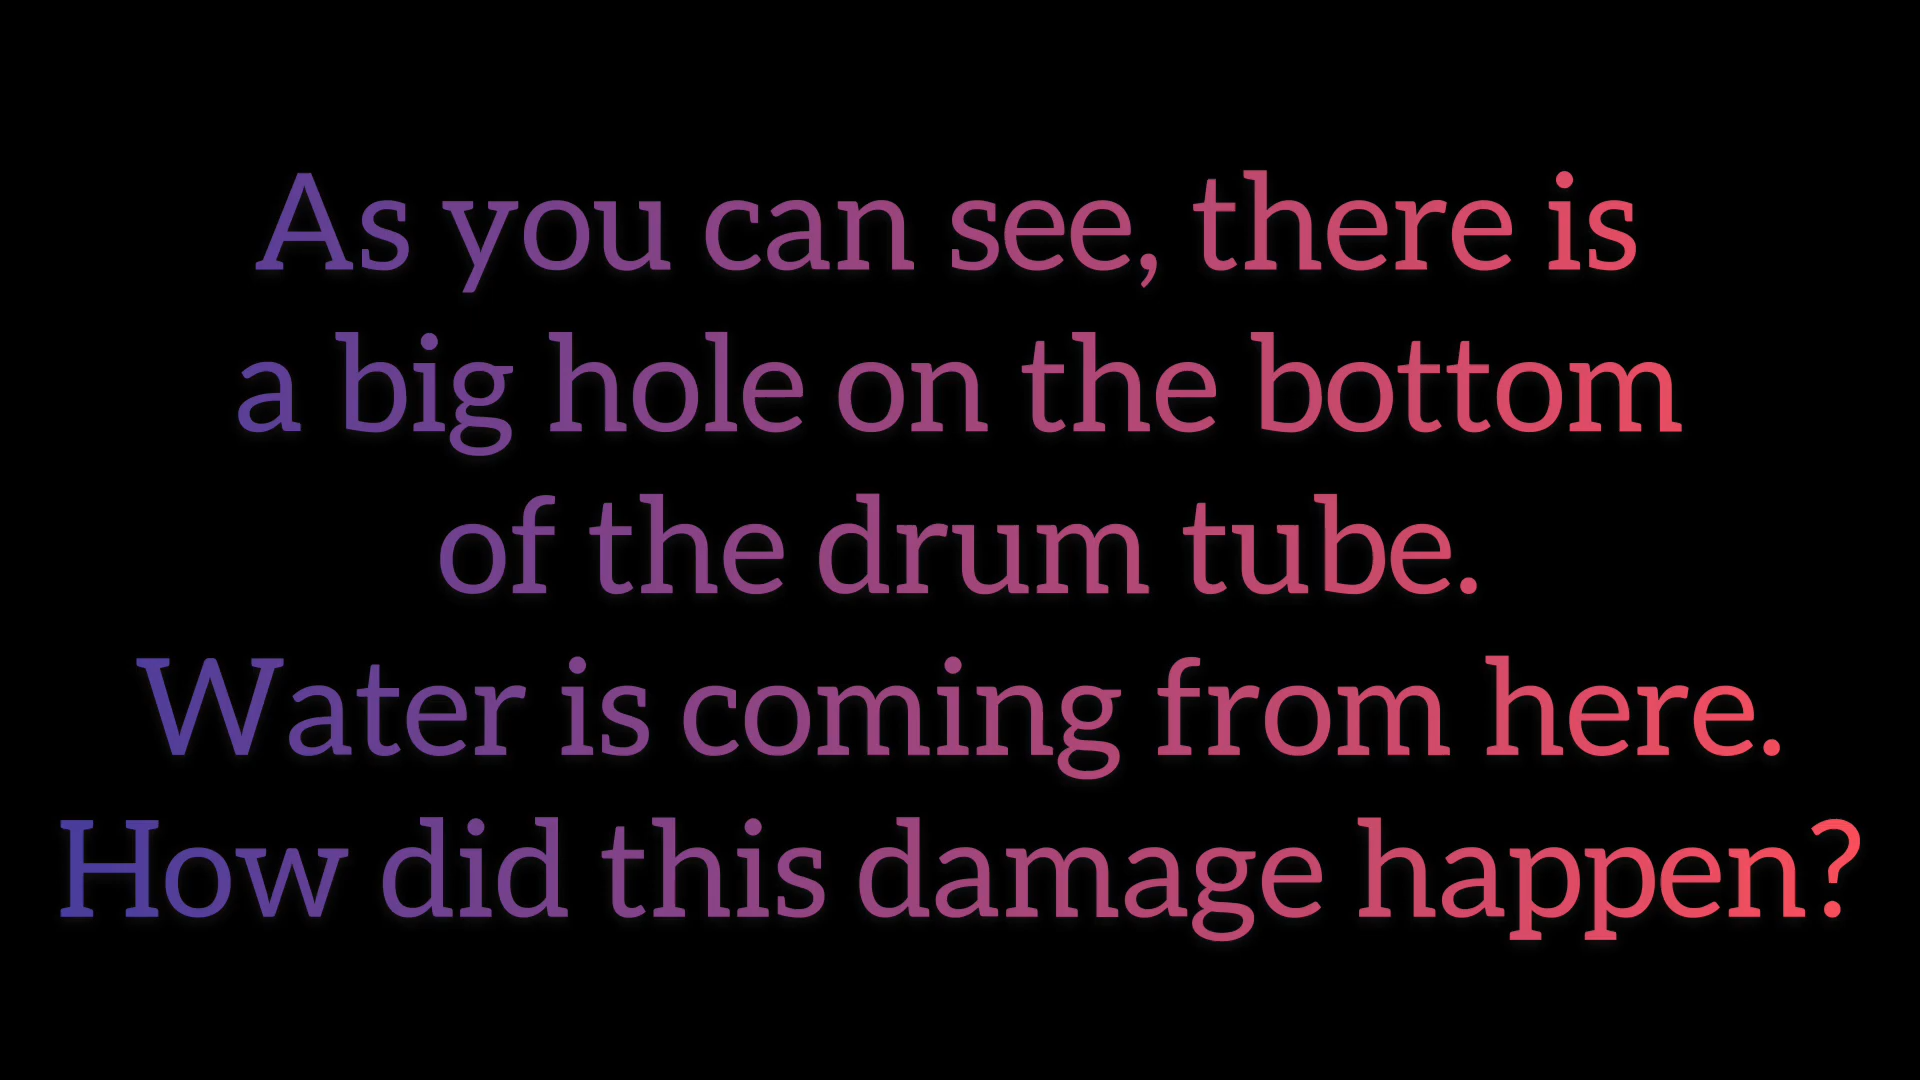 As you can see, there is
a big hole on the bottom
of the drum tube.
Water is coming from here.
How did this damage happen?